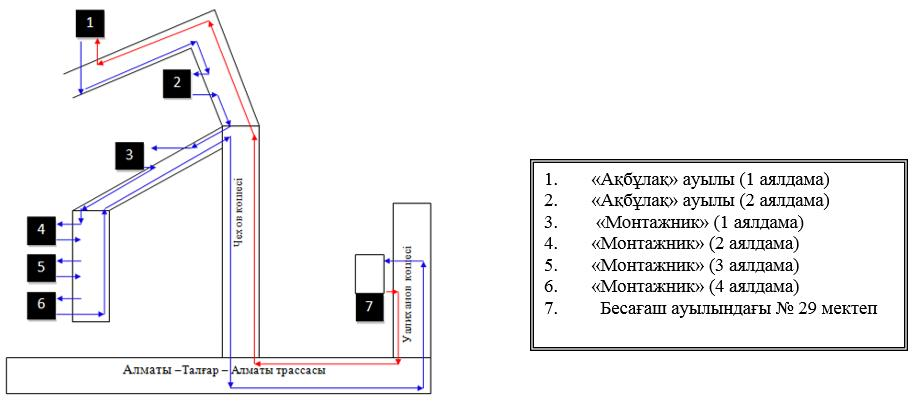 1
2
3
4
5
6
7
Чехов көшесі
Уалиханов көшесі
Алматы –Талғар – Алматы трассасы
1. «Ақбұлақ» ауылы (1 аялдама)
2. «Ақбұлақ» ауылы (2 аялдама)
3. «Монтажник» (1 аялдама)
4. «Монтажник» (2 аялдама)
5. «Монтажник» (3 аялдама)
6. «Монтажник» (4 аялдама)
7. Бесағаш ауылындағы № 29 мектеп